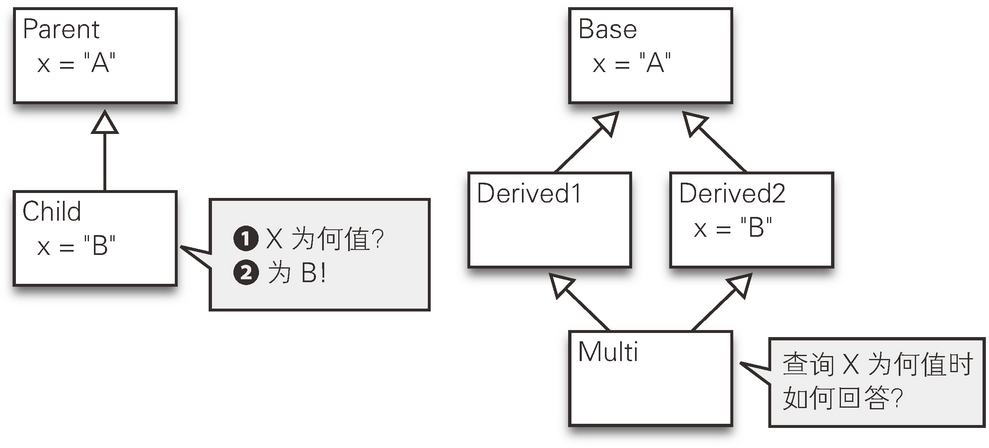 Parent
x = "A"
Child
x = "B"
❶ X 为何值?
❷ 为 B!
Base
x = "A"
Derived1
Derived2
x = "B"
Multi
查询 X 为何值时
如何回答?